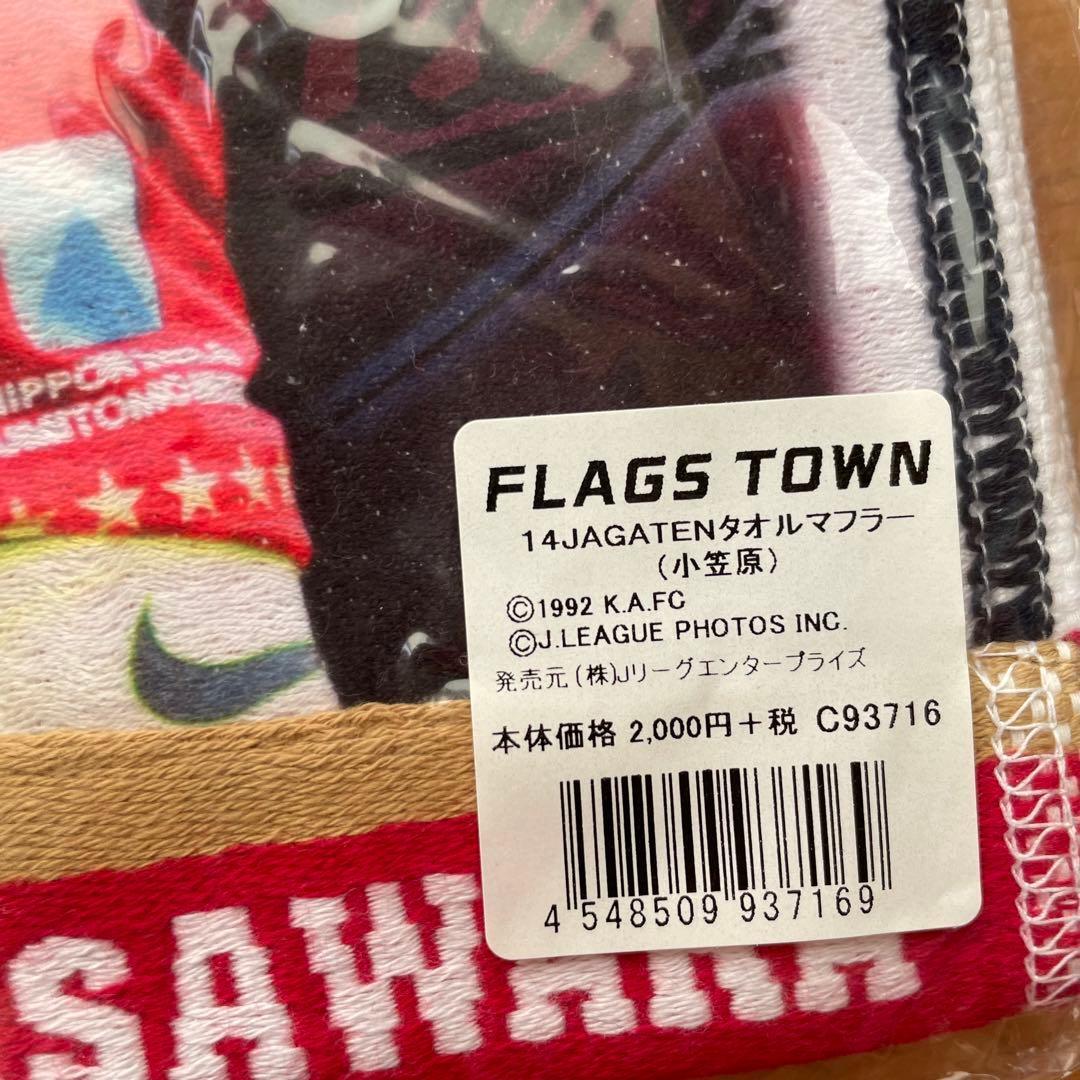 FLAGS TOWN
14JAGATENタオルマフラー
(小笠原)
©1992 K.A.FC
©J.LEAGUE PHOTOS INC.
発売元(株)Jリーグエンタープライズ
本体価格 2,000円+税 C93716
4 548509 937169
SAWARA